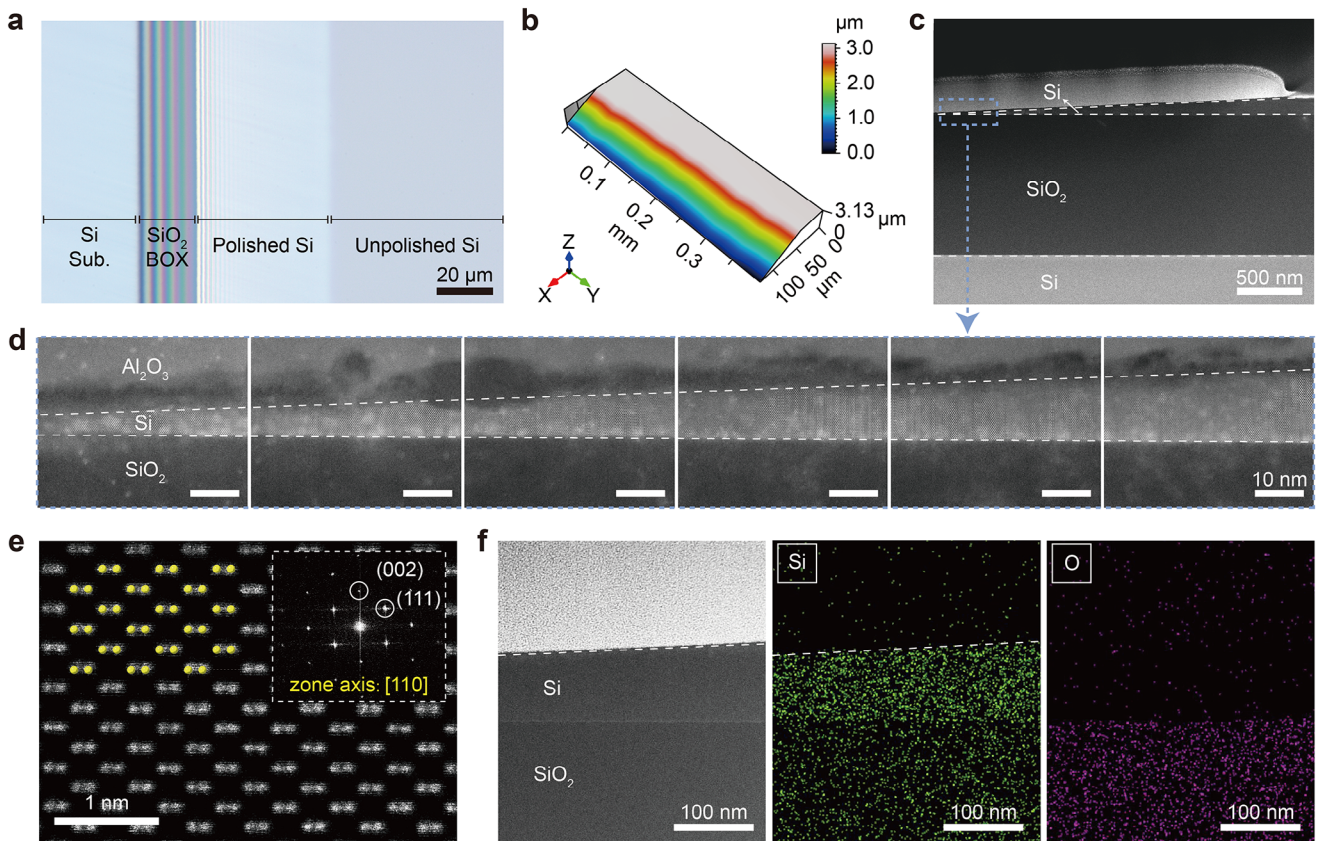 a
Si
Sub.
SiO2
BOX
Polished Si
Unpolished Si
20 µm
b
µm
3.0
2.0
1.0
0.0
0.1
0.2
0.3
mm
3.13
µm
0
50
100
µm
Z
X
Y
c
Si
SiO2
Si
500 nm
d
Al2O3
Si
SiO2
10 nm
e
(002)
(111)
zone axis: [110]
1 nm
f
Si
SiO2
100 nm
Si
100 nm
O
100 nm